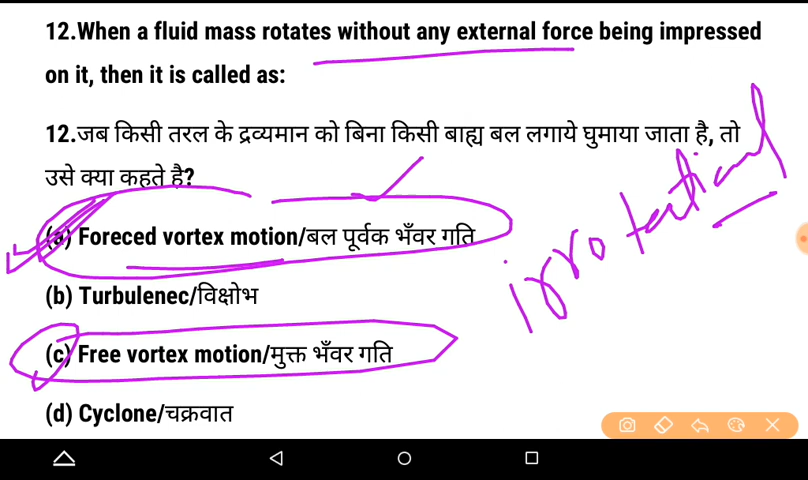 12.When a fluid mass rotates without any external force being impressed
on it, then it is called as:
12.जब किसी तरल के द्रव्यमान को बिना किसी बाह्य बल लगाये घुमाया जाता है, तो
उसे क्या कहते है?
(a) Foreced vortex motion/बल पूर्वक भँवर गति
(b) Turbulenec/विक्षोभ
(c) Free vortex motion/मुक्त भँवर गति
(d) Cyclone/चक्रवात
irrotational